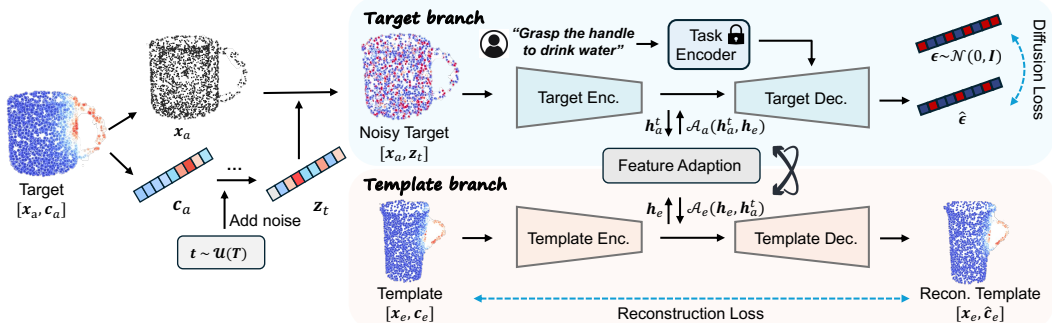 Target
[x_a, c_a]
x_a
c_a
...
z_t
Add noise
t ~ U(T)
Target branch
“Grasp the handle
to drink water”
Task
Encoder
Noisy Target
[x_a, z_t]
Target Enc.
Target Dec.
h_a^t
A_a(h_a^t, h_e)
ϵ~N(0, I)
ϵ̂
Diffusion Loss
Feature Adaption
Template branch
h_e
A_e(h_e, h_a^t)
Template Enc.
Template Dec.
Template
[x_e, c_e]
Reconstruction Loss
Recon. Template
[x_e, ĉ_e]